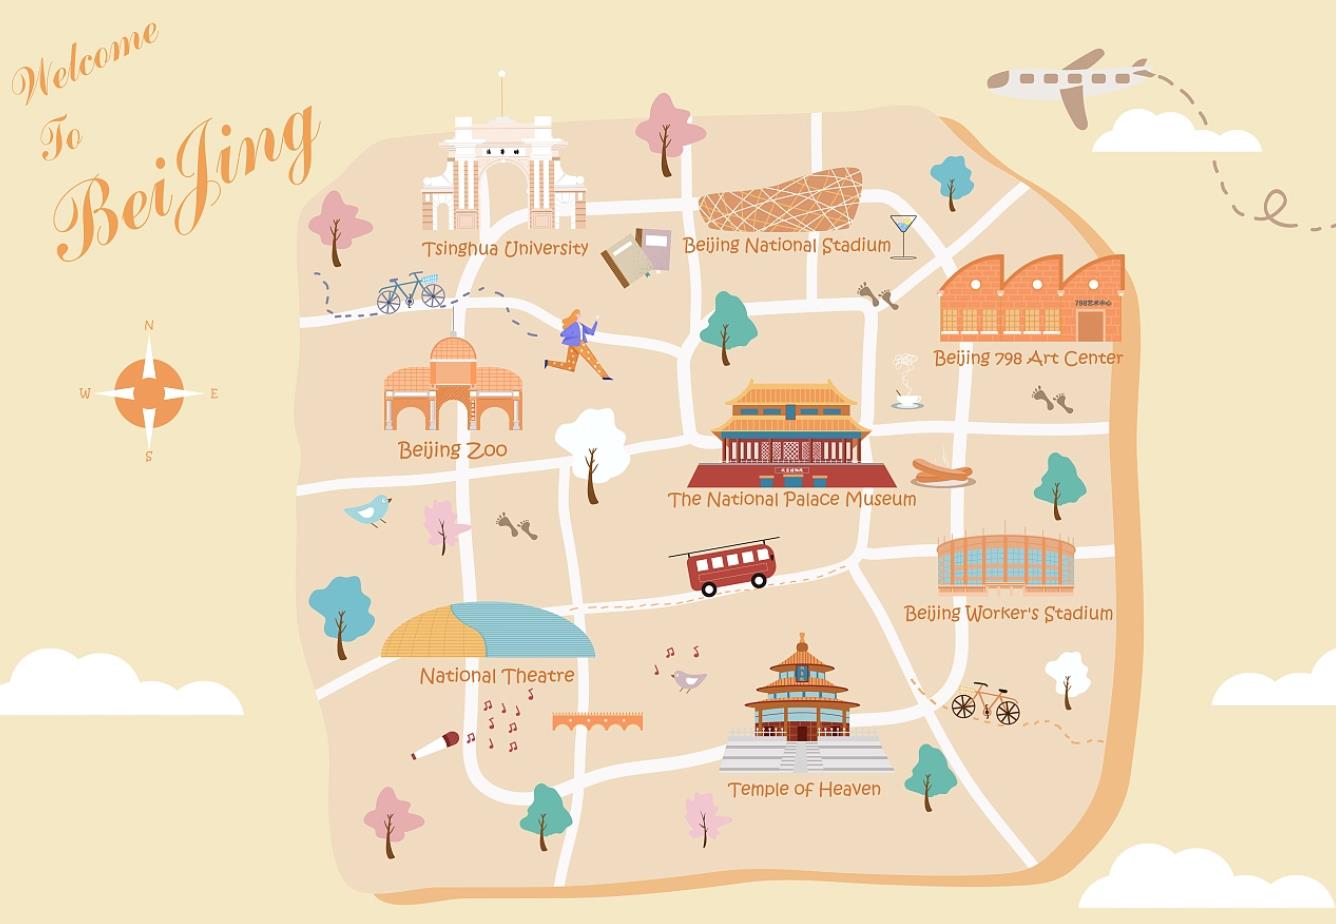 Welcome
To
BeiJing
Tsinghua University
Beijing National Stadium
798艺术中心
Beijing 798 Art Center
N
W
E
S
Beijing Zoo
The National Palace Museum
Beijing Worker's Stadium
National Theatre
Temple of Heaven